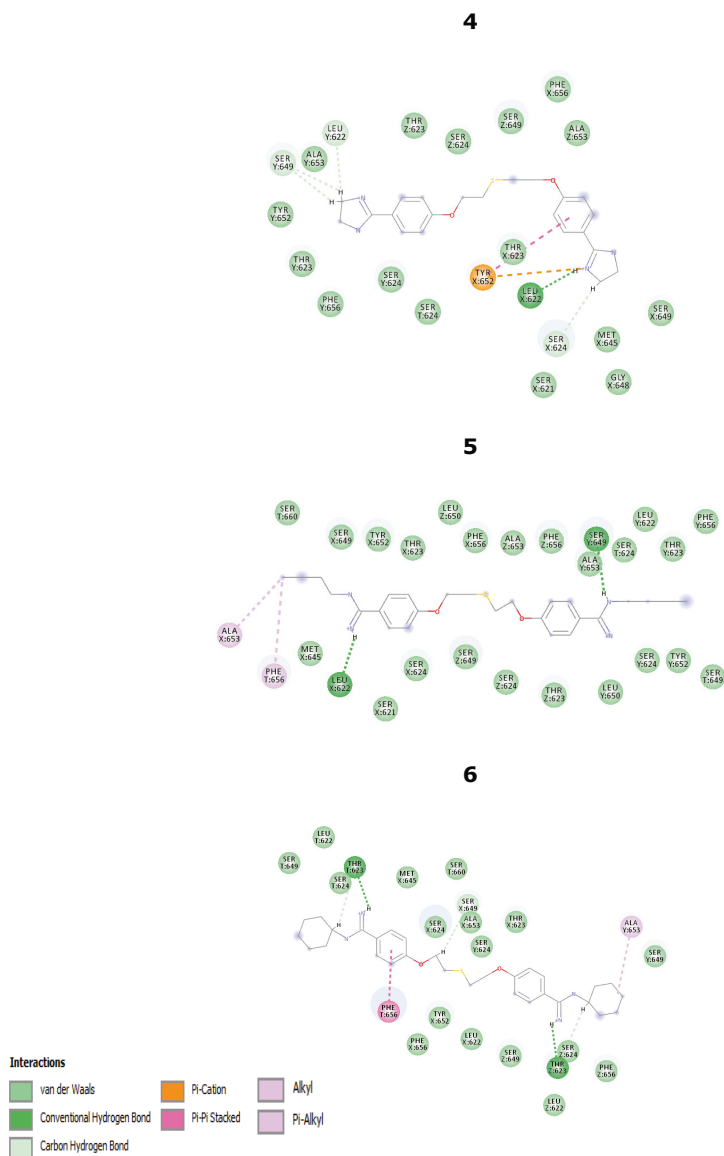 4
PHE
X:656
THR
Z:623
SER
Z:649
SER
Z:624
ALA
Z:653
LEU
Y:622
ALA
Y:653
SER
Y:649
TYR
Y:652
THR
Y:623
PHE
Y:656
SER
Y:624
SER
T:624
THR
X:623
TYR
X:652
LEU
X:622
SER
X:624
SER
X:649
MET
X:645
SER
X:621
GLY
X:648
S
O
O
N
N
N
N
H
H
H
H
5
SER
T:660
SER
X:649
TYR
X:652
THR
X:623
LEU
Z:650
PHE
X:656
ALA
Z:653
PHE
Z:656
SER
Y:649
ALA
Y:653
SER
T:624
LEU
Y:622
THR
Y:623
PHE
Y:656
ALA
X:653
PHE
T:656
MET
X:645
LEU
X:622
SER
X:621
SER
X:624
SER
Z:649
SER
Z:624
THR
Z:623
LEU
Y:650
SER
Y:624
TYR
Y:652
SER
T:649
N
N+
H
O
S
O
H
N
N
6
LEU
T:622
SER
T:649
THR
T:623
SER
T:624
MET
X:645
SER
T:660
SER
X:649
SER
X:624
ALA
X:653
THR
X:623
SER
Y:624
ALA
Y:653
SER
Y:649
PHE
T:656
TYR
X:652
PHE
X:656
LEU
X:622
SER
Z:649
SER
Z:624
THR
Z:623
PHE
Z:656
LEU
Z:622
H
N
N
H
O
H
S
O
N
N
H
H
Interactions
van der Waals
Conventional Hydrogen Bond
Carbon Hydrogen Bond
Pi-Cation
Pi-Pi Stacked
Alkyl
Pi-Alkyl